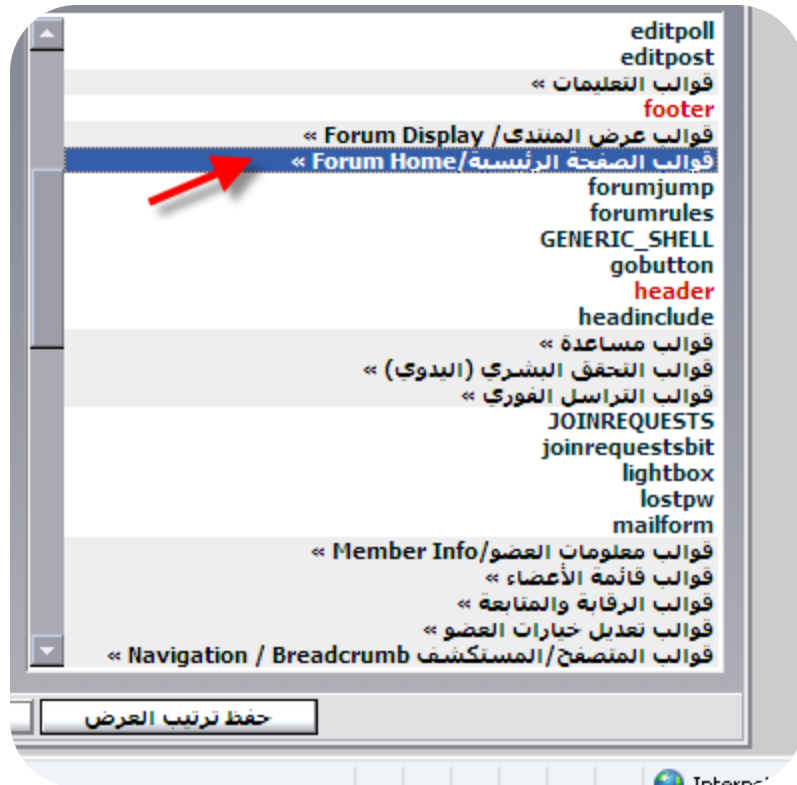 editpoll
editpost
قوالب التعليمات »
footer
قوالب عرض المنتدى/ Forum Display »
قوالب الصفحة الرئيسية/Forum Home »
forumjump
forumrules
GENERIC_SHELL
gobutton
header
headinclude
قوالب مساعدة »
قوالب التحقق البشري (اليدوي) »
قوالب التراسل الفوري »
JOINREQUESTS
joinrequestsbit
lightbox
lostpw
mailform
قوالب معلومات العضو/Member Info »
قوالب قائمة الأعضاء »
قوالب الرقابة والمتابعة »
قوالب تعديل خيارات العضو »
قوالب المتصفح/المستكشف Navigation / Breadcrumb »
حفظ ترتيب العرض